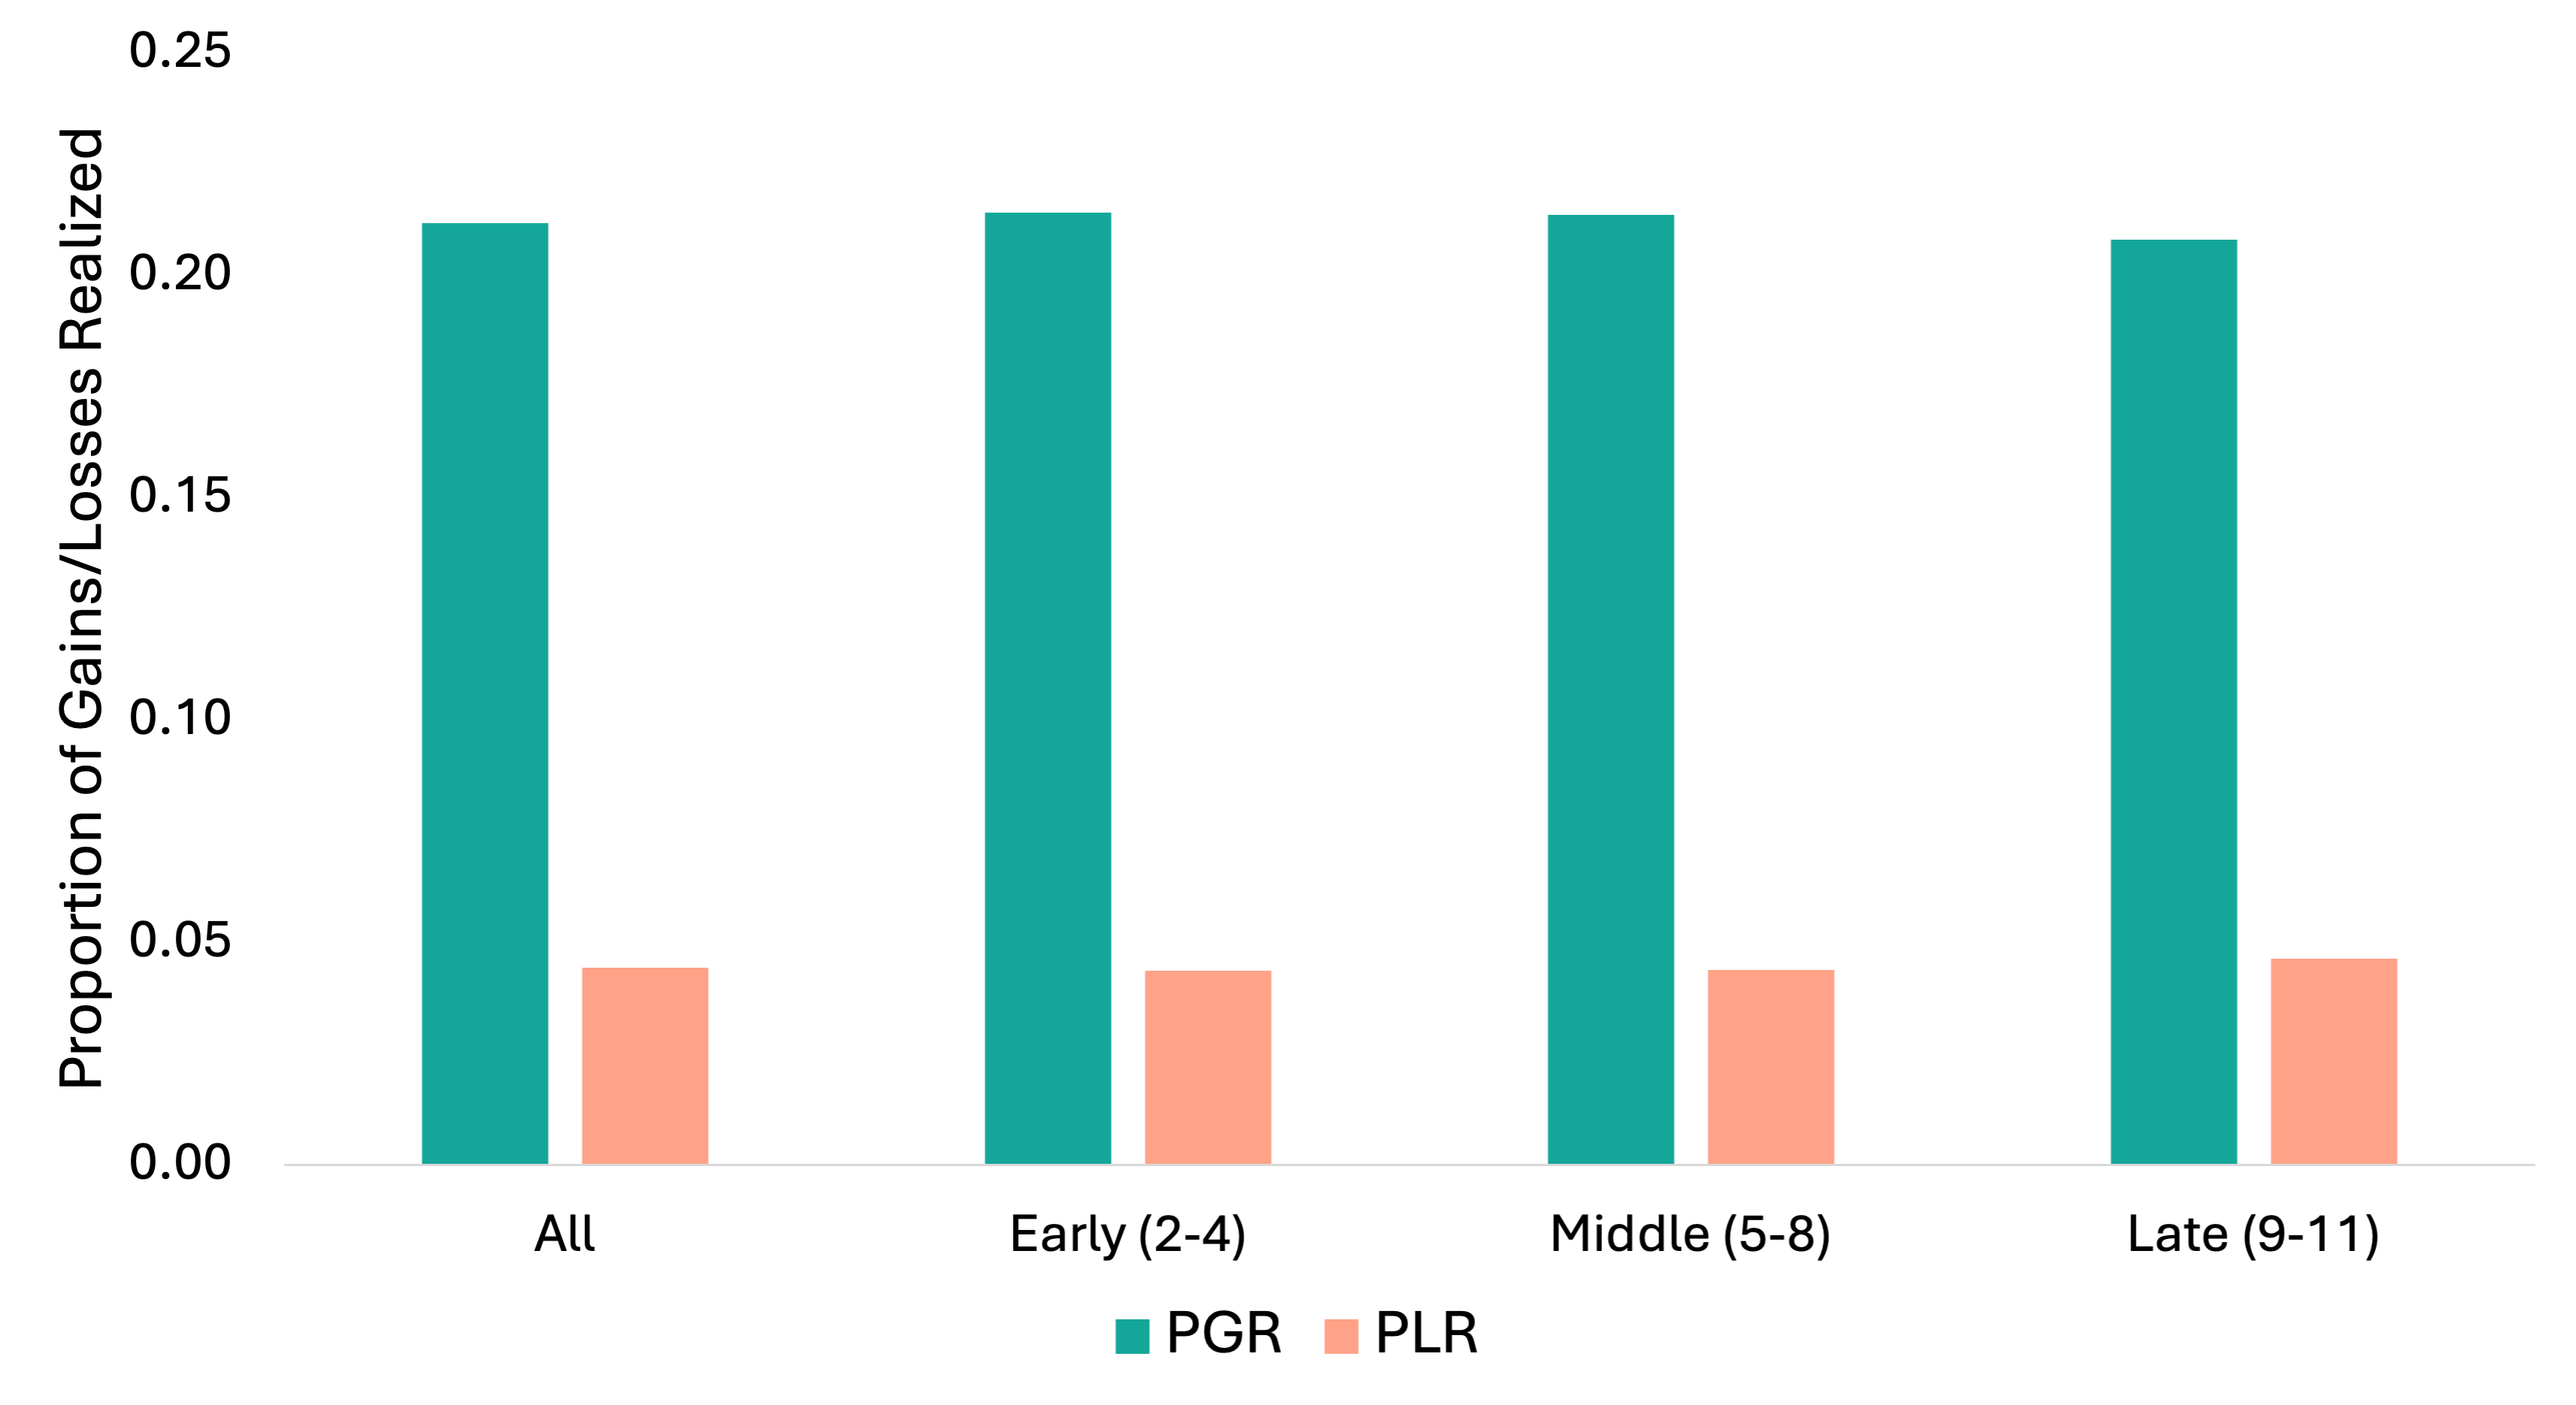 Proportion of Gains/Losses Realized
0.25
0.20
0.15
0.10
0.05
0.00
All
Early (2-4)
Middle (5-8)
Late (9-11)
PGR
PLR